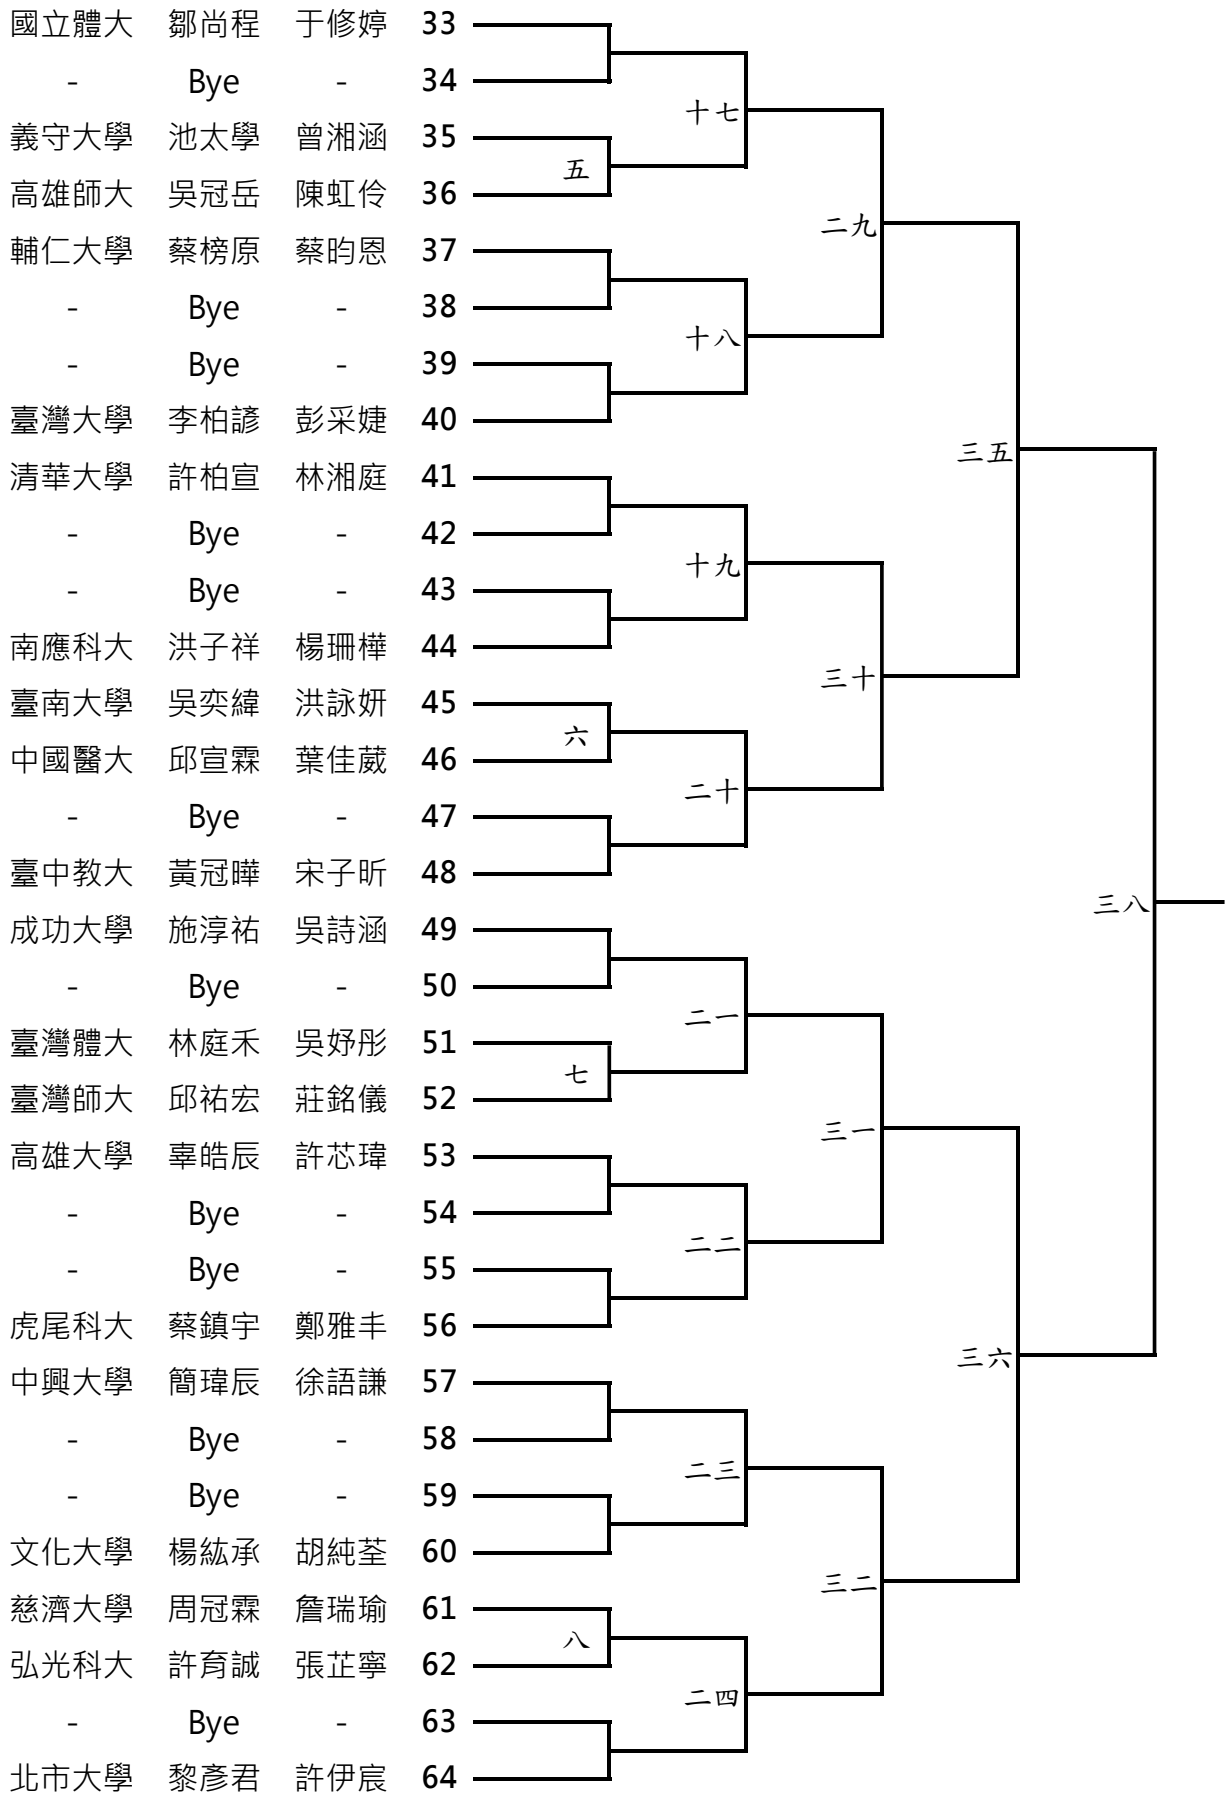 國立體大 鄒尚程 于修婷 33
- Bye - 34
十七
義守大學 池太學 曾湘涵 35
五
高雄師大 吳冠岳 陳虹伶 36
二九
輔仁大學 蔡榜原 蔡昀恩 37
- Bye - 38
十八
- Bye - 39
臺灣大學 李柏諺 彭采婕 40
三五
清華大學 許柏宣 林湘庭 41
- Bye - 42
十九
- Bye - 43
南應科大 洪子祥 楊珊樺 44
三十
臺南大學 吳奕緯 洪詠妍 45
六
中國醫大 邱宣霖 葉佳葳 46
二十
- Bye - 47
臺中教大 黃冠曄 宋子昕 48
三八
成功大學 施淳祐 吳詩涵 49
- Bye - 50
二一
臺灣體大 林庭禾 吳妤彤 51
七
臺灣師大 邱祐宏 莊銘儀 52
三一
高雄大學 辜皓辰 許芯瑋 53
- Bye - 54
二二
- Bye - 55
虎尾科大 蔡鎮宇 鄭雅丰 56
三六
中興大學 簡瑋辰 徐語謙 57
- Bye - 58
二三
- Bye - 59
文化大學 楊紘承 胡純荃 60
三二
慈濟大學 周冠霖 詹瑞瑜 61
八
弘光科大 許育誠 張芷寧 62
二四
- Bye - 63
北市大學 黎彥君 許伊宸 64